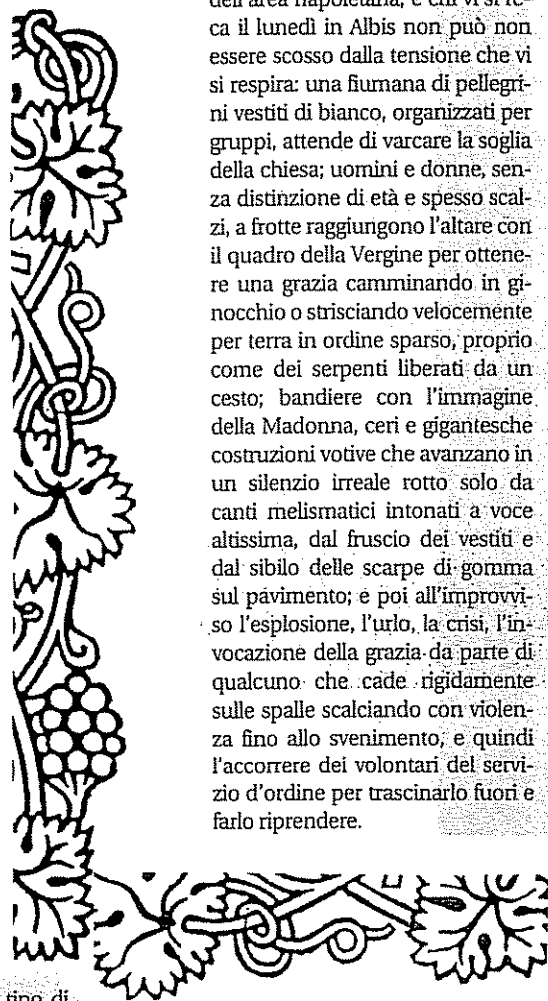 dell'area napoletana, e chi vi si re-
ca il lunedì in Albis non può non
essere scosso dalla tensione che vi
si respira: una fiumana di pellegri-
ni vestiti di bianco, organizzati per
gruppi, attende di varcare la soglia
della chiesa; uomini e donne, sen-
za distinzione di età e spesso scal-
zi, a frotte raggiungono l'altare con
il quadro della Vergine per ottene-
re una grazia camminando in gi-
nocchio o strisciando velocemente
per terra in ordine sparso, proprio
come dei serpenti liberati da un
cesto; bandiere con l'immagine
della Madonna, ceri e gigantesche
costruzioni votive che avanzano in
un silenzio irreale rotto solo da
canti melismatici intonati a voce
altissima, dal fruscio dei vestiti e
dal sibilo delle scarpe di gomma
sul pavimento; e poi all'improvvi-
so l'esplosione, l'urlo, la crisi, l'in-
vocazione della grazia da parte di
qualcuno che cade rigidamente
sulle spalle scalciando con violen-
za fino allo svenimento, e quindi
l'accorrere dei volontari del servi-
zio d'ordine per trascinarlo fuori e
farlo riprendere.
di